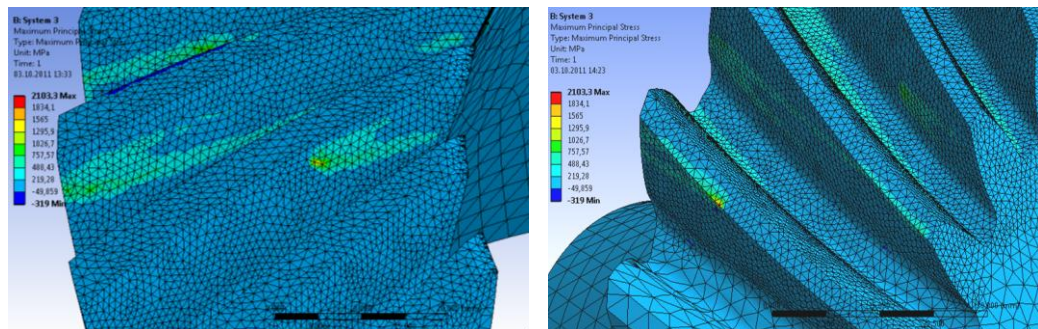 B: System 3
Maximum Principal Stress
Type: Maximum
Unit: MPa
Time: 1
03.10.2011 13:33
2103,3 Max
1834,1
1565
1295,9
1026,7
757,57
488,43
219,28
-49,859
-319 Min
B: System 3
Maximum Principal Stress
Type: Maximum Principal Stress
Unit: MPa
Time: 1
03.10.2011 14:23
2103,3 Max
1834,1
1565
1295,9
1026,7
757,57
488,43
219,28
-49,859
-319 Min